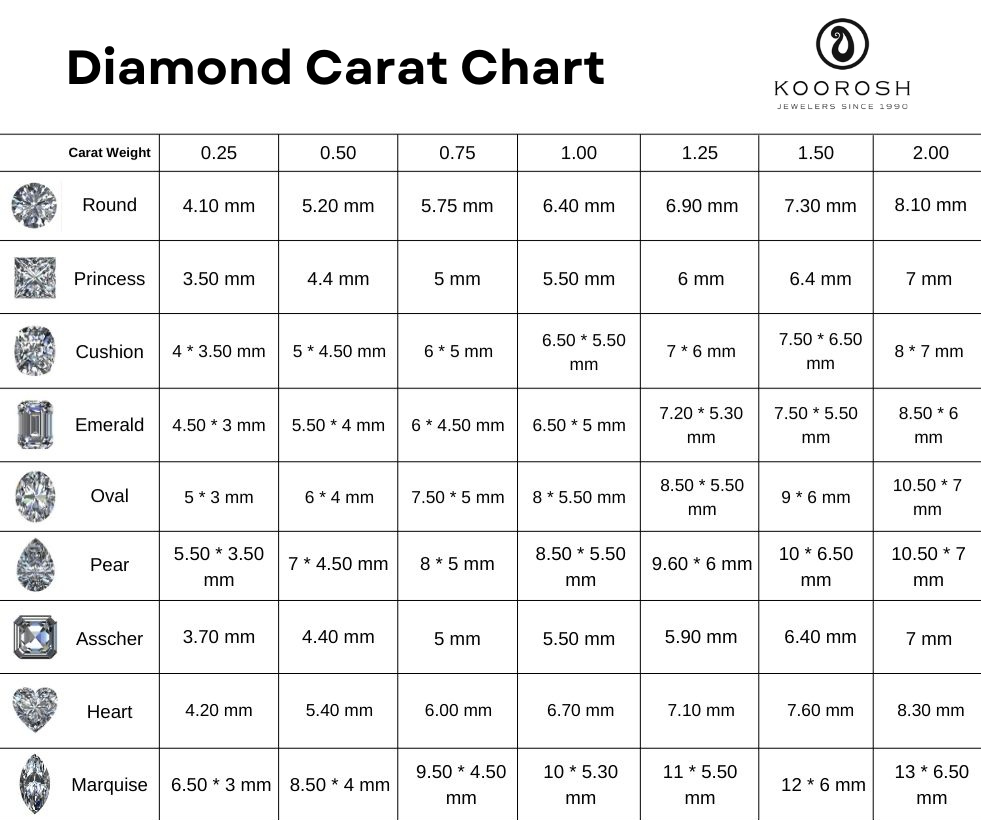 Diamond Carat Chart
KOOROSH
JEWELERS SINCE 1990
Carat Weight 0.25 0.50 0.75 1.00 1.25 1.50 2.00
Round 4.10 mm 5.20 mm 5.75 mm 6.40 mm 6.90 mm 7.30 mm 8.10 mm
Princess 3.50 mm 4.4 mm 5 mm 5.50 mm 6 mm 6.4 mm 7 mm
Cushion 4 * 3.50 mm 5 * 4.50 mm 6 * 5 mm 6.50 * 5.50 mm 7 * 6 mm 7.50 * 6.50 mm 8 * 7 mm
Emerald 4.50 * 3 mm 5.50 * 4 mm 6 * 4.50 mm 6.50 * 5 mm 7.20 * 5.30 mm 7.50 * 5.50 mm 8.50 * 6 mm
Oval 5 * 3 mm 6 * 4 mm 7.50 * 5 mm 8 * 5.50 mm 8.50 * 5.50 mm 9 * 6 mm 10.50 * 7 mm
Pear 5.50 * 3.50 mm 7 * 4.50 mm 8 * 5 mm 8.50 * 5.50 mm 9.60 * 6 mm 10 * 6.50 mm 10.50 * 7 mm
Asscher 3.70 mm 4.40 mm 5 mm 5.50 mm 5.90 mm 6.40 mm 7 mm
Heart 4.20 mm 5.40 mm 6.00 mm 6.70 mm 7.10 mm 7.60 mm 8.30 mm
Marquise 6.50 * 3 mm 8.50 * 4 mm 9.50 * 4.50 mm 10 * 5.30 mm 11 * 5.50 mm 12 * 6 mm 13 * 6.50 mm